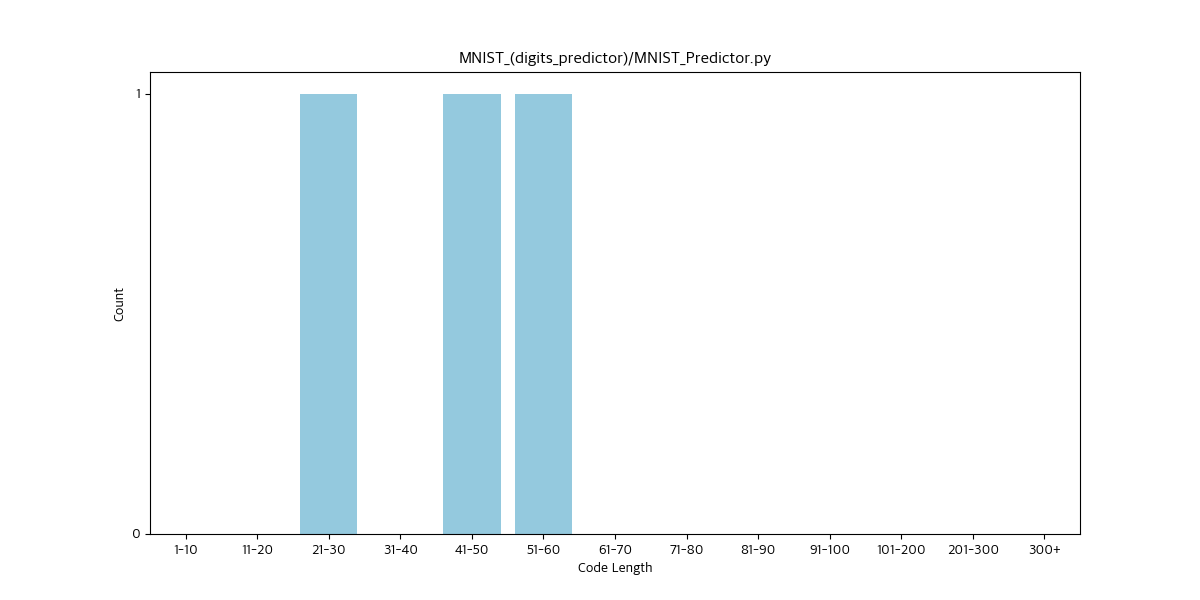 MNIST_(digits_predictor)/MNIST_Predictor.py
1
Count
0
1-10 11-20 21-30 31-40 41-50 51-60 61-70 71-80 81-90 91-100 101-200 201-300 300+
Code Length